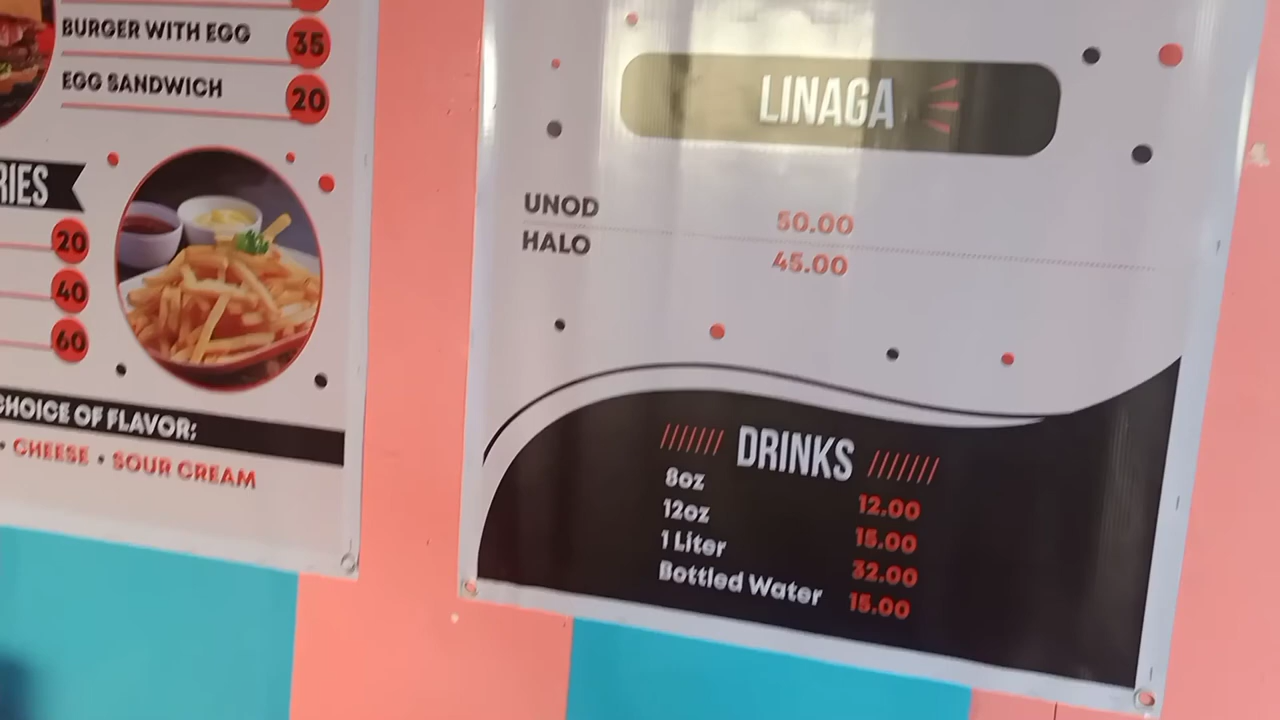 BURGER WITH EGG 35
EGG SANDWICH 20
RIES
20
40
60
CHOICE OF FLAVOR:
• CHEESE • SOUR CREAM
LINAGA
UNOD 50.00
HALO 45.00
DRINKS
8oz 12.00
12oz 15.00
1 Liter 32.00
Bottled Water 15.00